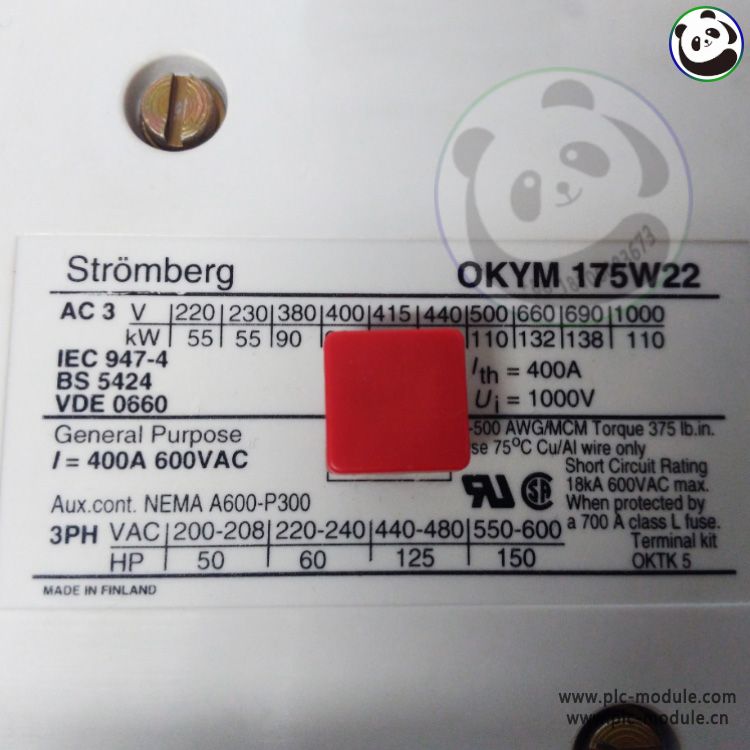 Strömberg OKYM 175W22
AC 3 V 220 230 380 400 415 440 500 660 690 1000
kW 55 55 90 110 132 138 110
IEC 947-4
BS 5424
VDE 0660
Ith = 400A
Ui = 1000V
General Purpose
I = 400A 600VAC
-500 AWG/MCM Torque 375 lb.in.
se 75°C Cu/Al wire only
Short Circuit Rating
18kA 600VAC max.
When protected by
a 700 A class L fuse.
Terminal kit
OKTK 5
Aux.cont. NEMA A600-P300
3PH VAC 200-208 220-240 440-480 550-600
HP 50 60 125 150
MADE IN FINLAND
www.plc-module.com
www.plc-module.cn